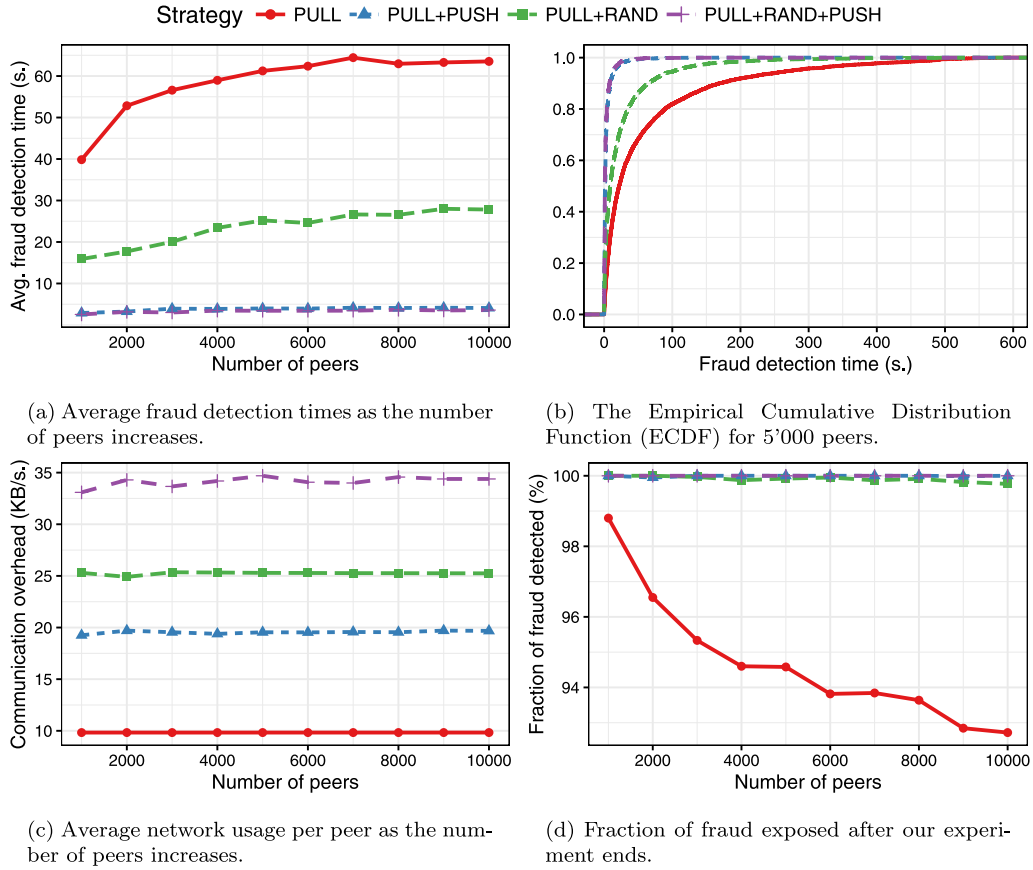 Strategy PULL PULL+PUSH PULL+RAND PULL+RAND+PUSH
Avg. fraud detection time (s.)
60
50
40
30
20
10
2000 4000 6000 8000 10000
Number of peers
1.0
0.8
0.6
0.4
0.2
0.0
0 100 200 300 400 500 600
Fraud detection time (s.)
(a) Average fraud detection times as the number
of peers increases.
(b) The Empirical Cumulative Distribution
Function (ECDF) for 5'000 peers.
Communication overhead (KB/s.)
35
30
25
20
15
10
2000 4000 6000 8000 10000
Number of peers
Fraction of fraud detected (%)
100
98
96
94
2000 4000 6000 8000 10000
Number of peers
(c) Average network usage per peer as the num-
ber of peers increases.
(d) Fraction of fraud exposed after our experi-
ment ends.